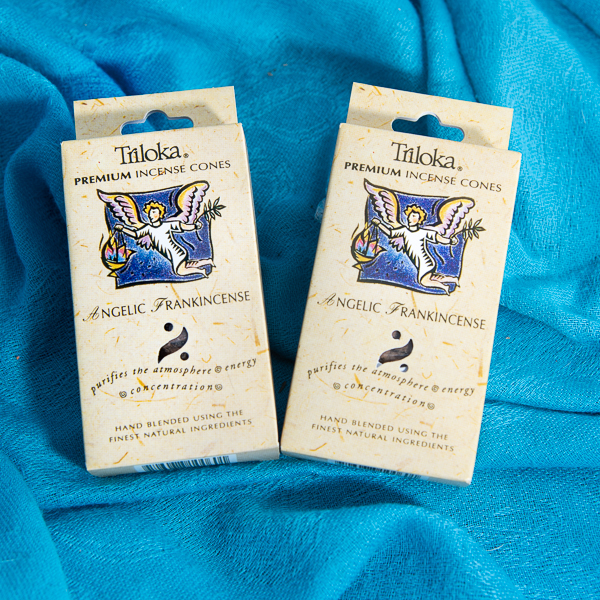 Triloka®
PREMIUM INCENSE CONES
ANGELIC FRANKINCENSE
purifies the atmosphere @ energy
@ concentration @
HAND BLENDED USING THE
FINEST NATURAL INGREDIENTS
Triloka®
PREMIUM INCENSE CONES
ANGELIC FRANKINCENSE
purifies the atmosphere @ energy
@ concentration @
HAND BLENDED USING THE
FINEST NATURAL INGREDIENTS